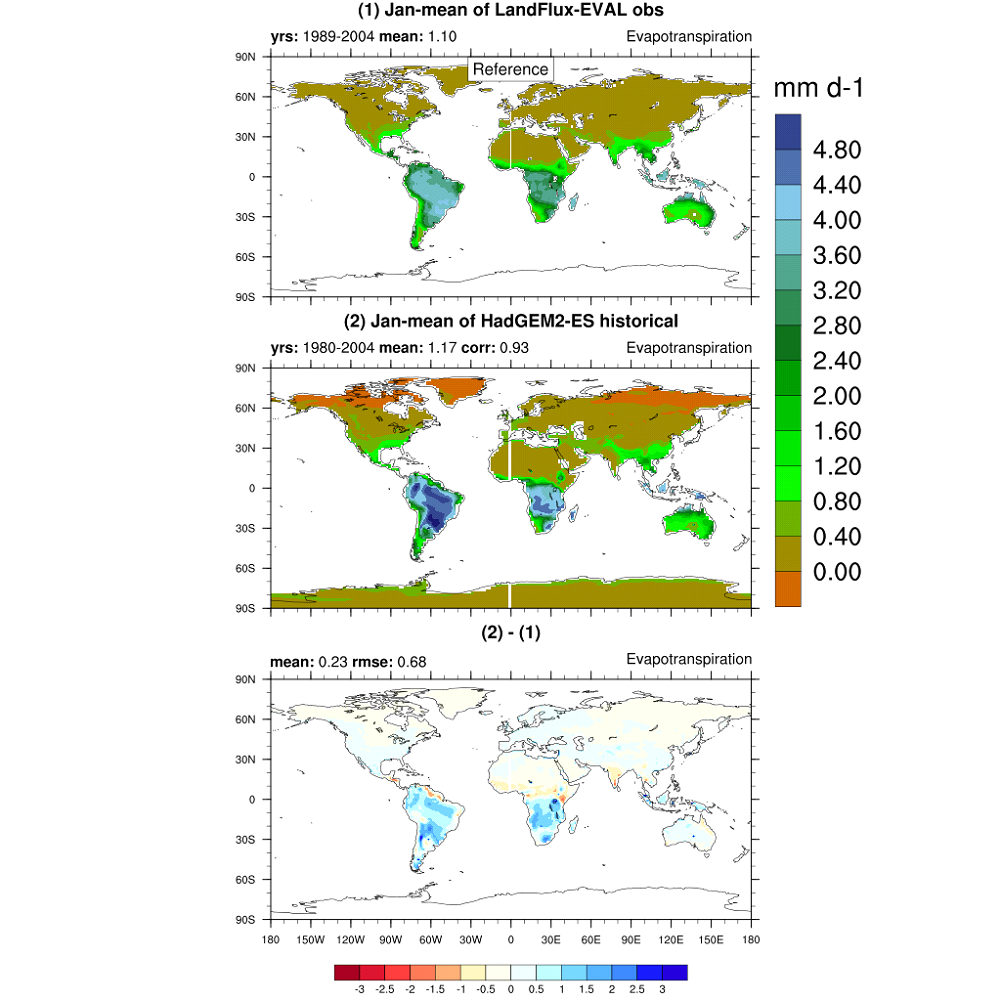 (1) Jan-mean of LandFlux-EVAL obs
yrs: 1989-2004 mean: 1.10 Evapotranspiration
Reference
90N
60N
30N
0
30S
60S
90S
mm d-1
4.80
4.40
4.00
3.60
3.20
2.80
2.40
2.00
1.60
1.20
0.80
0.40
0.00
(2) Jan-mean of HadGEM2-ES historical
yrs: 1980-2004 mean: 1.17 corr: 0.93 Evapotranspiration
90N
60N
30N
0
30S
60S
90S
(2) - (1)
mean: 0.23 rmse: 0.68 Evapotranspiration
90N
60N
30N
0
30S
60S
90S
180 150W 120W 90W 60W 30W 0 30E 60E 90E 120E 150E 180
-3 -2.5 -2 -1.5 -1 -0.5 0 0.5 1 1.5 2 2.5 3